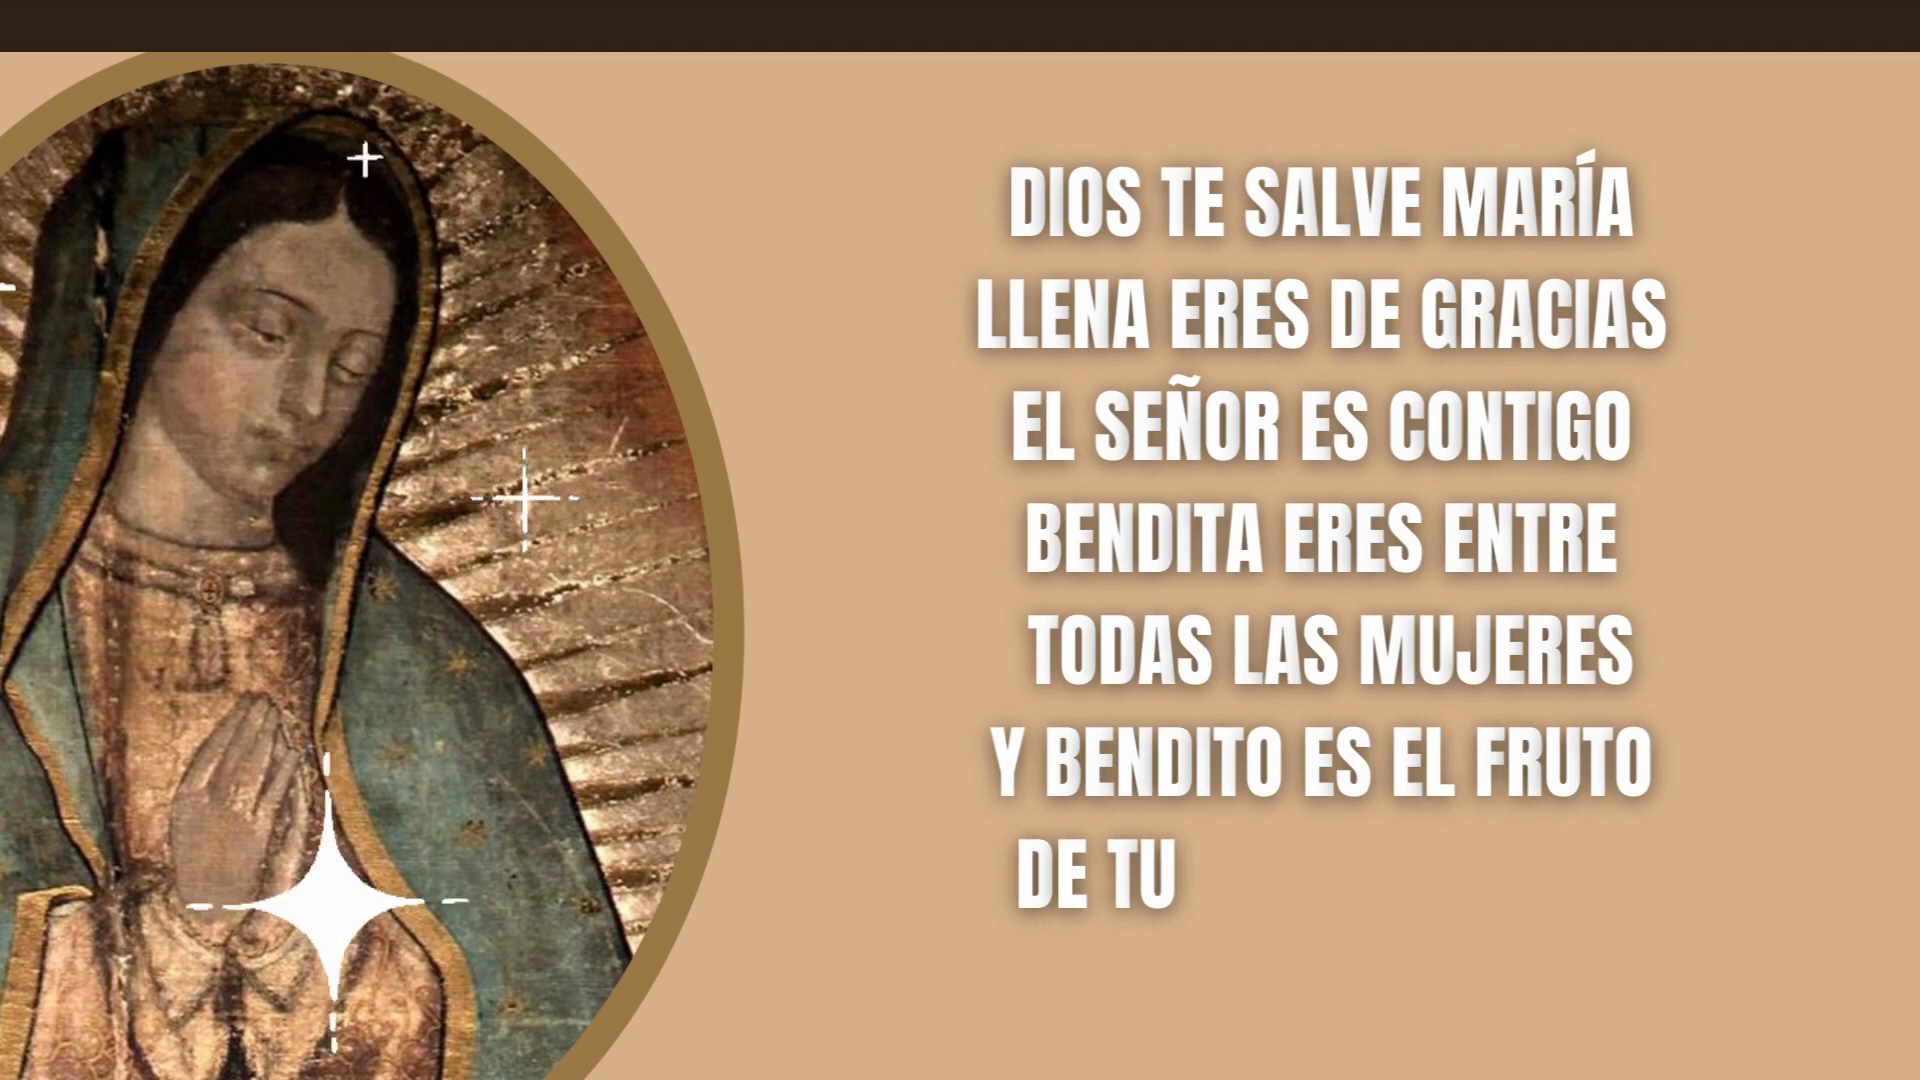 DIOS TE SALVE MARÍA
LLENA ERES DE GRACIAS
EL SEÑOR ES CONTIGO
BENDITA ERES ENTRE
TODAS LAS MUJERES
Y BENDITO ES EL FRUTO
DE TU